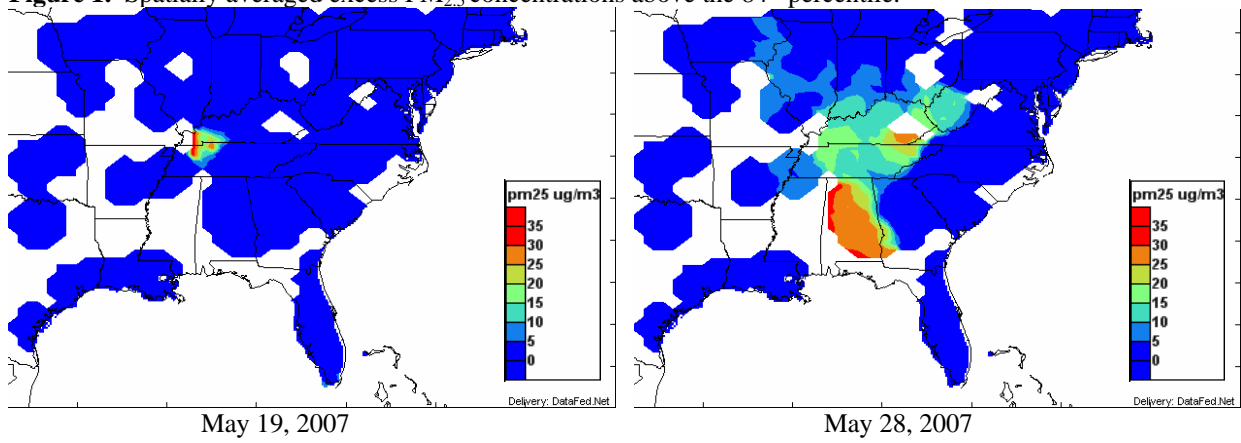 Figure 1. Spatially averaged excess PM2.5 concentrations above the 84th percentile.
pm25 ug/m3
35
30
25
20
15
10
5
0
Delivery: DataFed.Net
pm25 ug/m3
35
30
25
20
15
10
5
0
Delivery: DataFed.Net
May 19, 2007
May 28, 2007